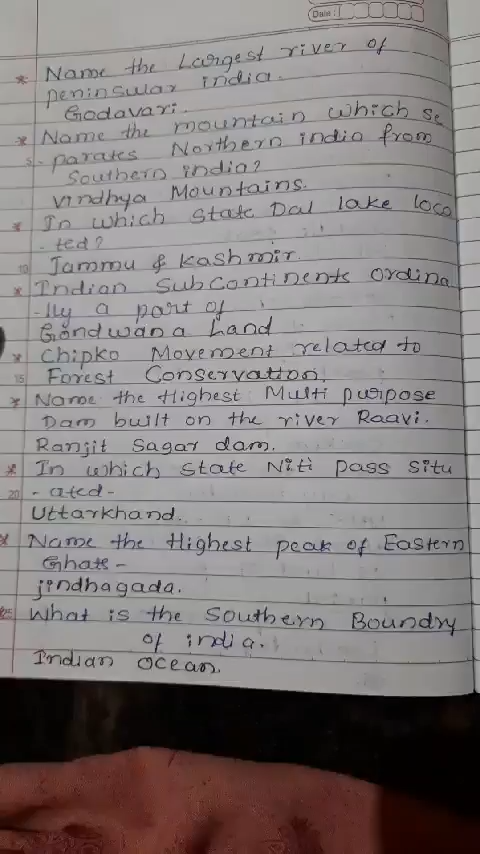 Date:
* Name the Largest river of
peninsular india.
Godavari.
* Name the mountain which se
5 - parates Northern india from
Southern india?
Vindhya Mountains.
* In which state Dal lake loca
- ted?
10 Jammu & Kashmir.
* Indian Subcontinents ordina
- lly a part of
Gondwana Land
* Chipko Movement related to
15 Forest Conservation.
* Name the Highest Multi purpose
Dam built on the river Raavi.
Ranjit Sagar dam.
* In which state Niti pass situ
20 - ated -
Uttarkhand.
* Name the Highest peak of Eastern
Ghate -
jindhagada.
25 What is the Southern Boundry
of india.
Indian ocean.